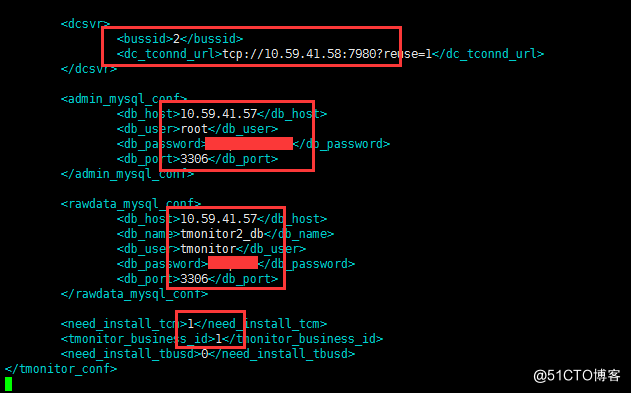 <dcsvr>
<bussid>2</bussid>
<dc_tconnd_url>tcp://10.59.41.58:7980?reuse=1</dc_tconnd_url>
</dcsvr>
<admin_mysql_conf>
<db_host>10.59.41.57</db_host>
<db_user>root</db_user>
<db_password></db_password>
<db_port>3306</db_port>
</admin_mysql_conf>
<rawdata_mysql_conf>
<db_host>10.59.41.57</db_host>
<db_name>tmonitor2_db</db_name>
<db_user>tmonitor</db_user>
<db_password></db_password>
<db_port>3306</db_port>
</rawdata_mysql_conf>
<need_install_tcm>1</need_install_tcm>
<tmonitor_business_id>1</tmonitor_business_id>
<need_install_tbusd>0</need_install_tbusd>
</tmonitor_conf>
@51CTO博客